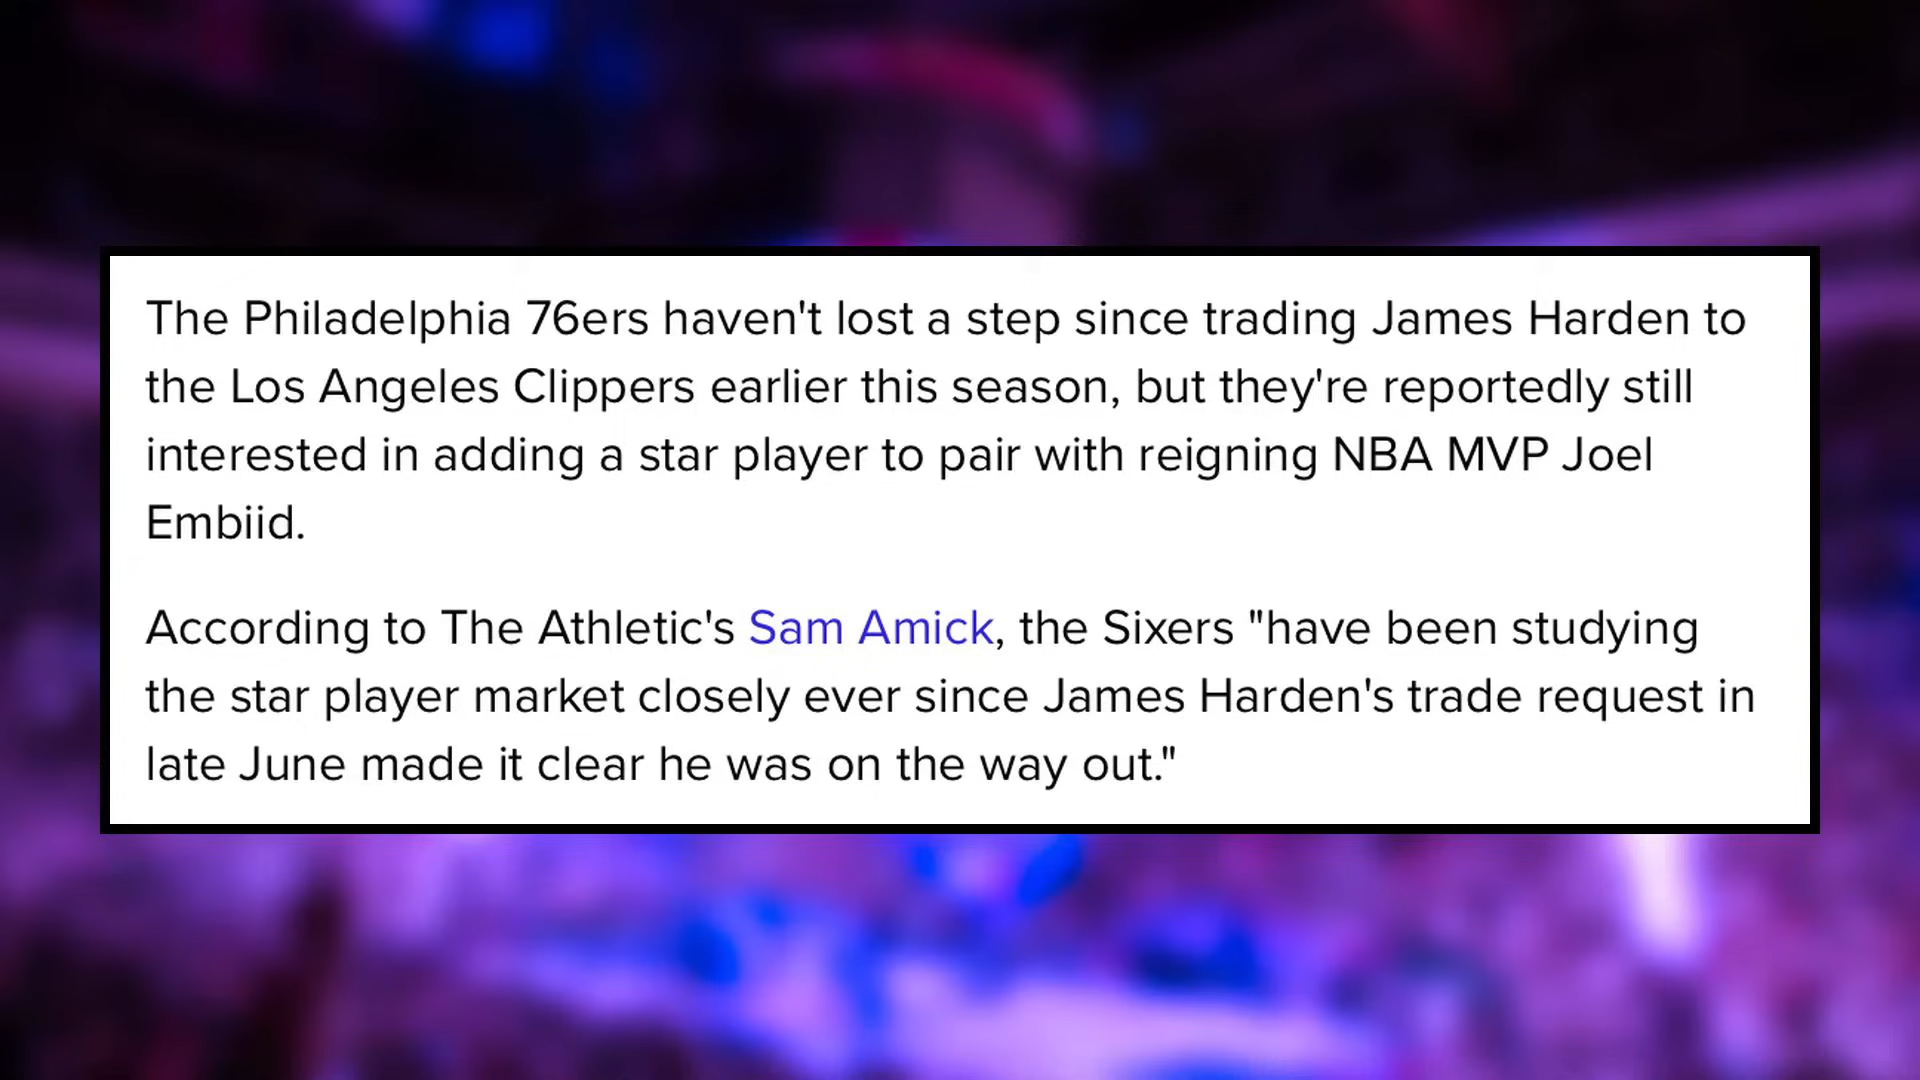 The Philadelphia 76ers haven't lost a step since trading James Harden to
the Los Angeles Clippers earlier this season, but they're reportedly still
interested in adding a star player to pair with reigning NBA MVP Joel
Embiid.
According to The Athletic's Sam Amick, the Sixers "have been studying
the star player market closely ever since James Harden's trade request in
late June made it clear he was on the way out."